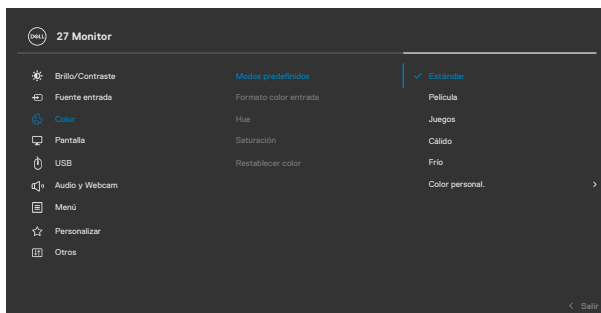 DELL 27 Monitor
Brillo/Contraste Modos predefinidos Estándar
Fuente entrada Formato color entrada Película
Color Hue Juegos
Pantalla Saturación Cálido
USB Restablecer color Frío
Audio y Webcam Color personal.
Menú
Personalizar
Otros
Salir